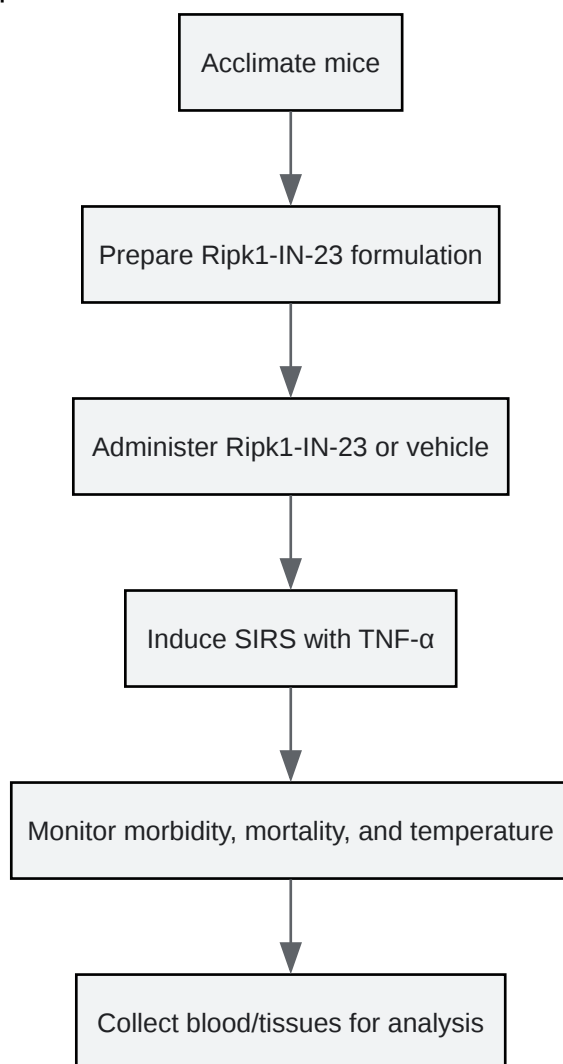 Acclimate mice
Prepare Ripk1-IN-23 formulation
Administer Ripk1-IN-23 or vehicle
Induce SIRS with TNF-α
Monitor morbidity, mortality, and temperature
Collect blood/tissues for analysis